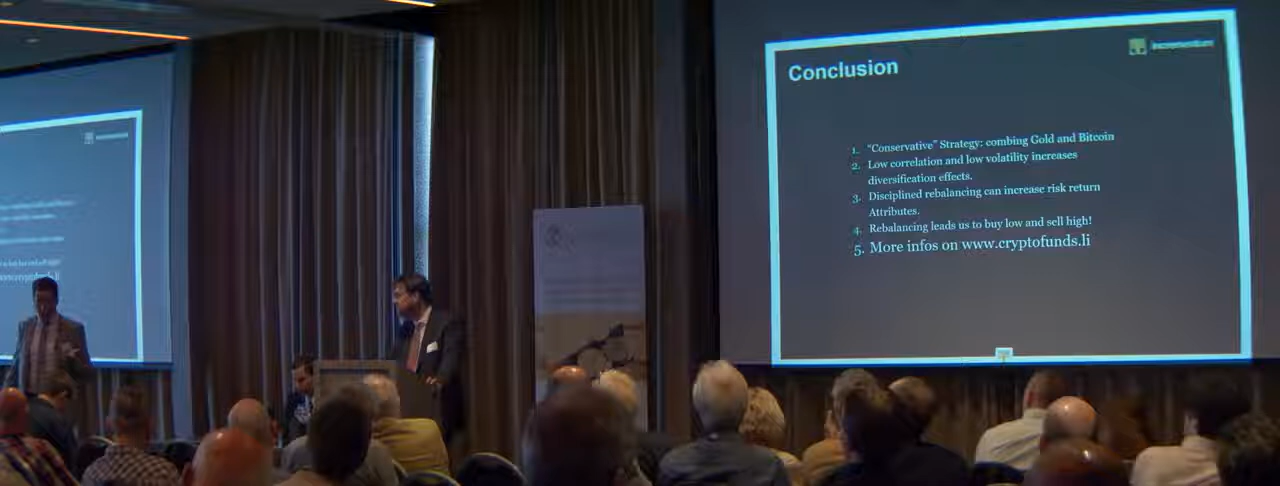 incrementum
Conclusion
1. "Conservative" Strategy: combing Gold and Bitcoin
2. Low correlation and low volatility increases
diversification effects.
3. Disciplined rebalancing can increase risk return
Attributes.
4. Rebalancing leads us to buy low and sell high!
5. More infos on www.cryptofunds.li